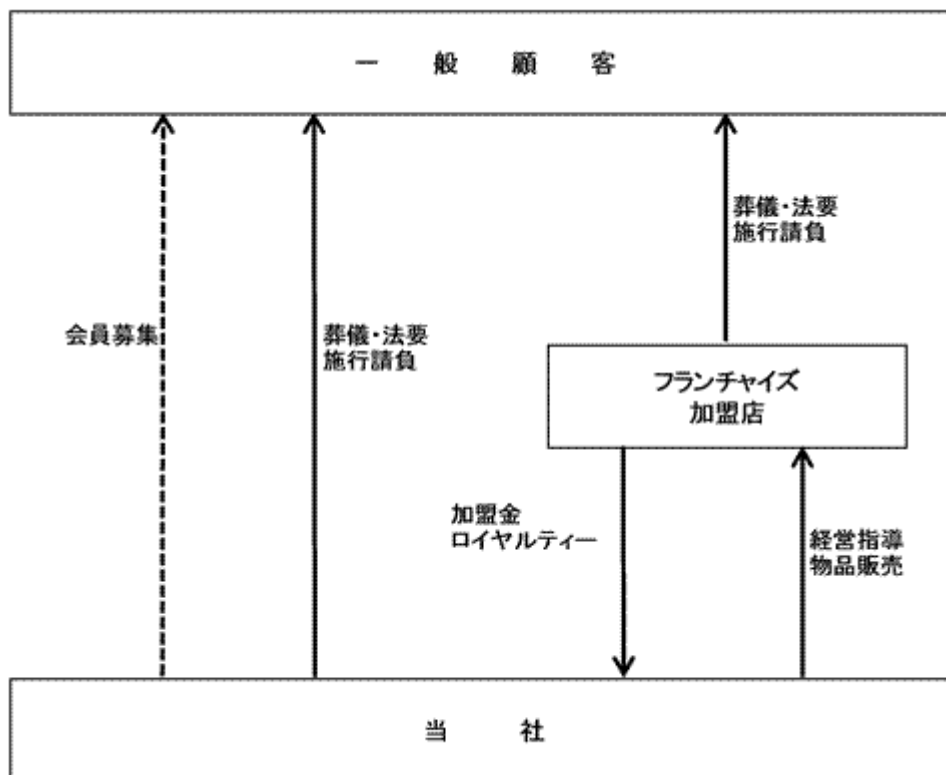 一般顧客
葬儀・法要
施行請負
会員募集
葬儀・法要
施行請負
フランチャイズ
加盟店
加盟金
ロイヤルティー
経営指導
物品販売
当社